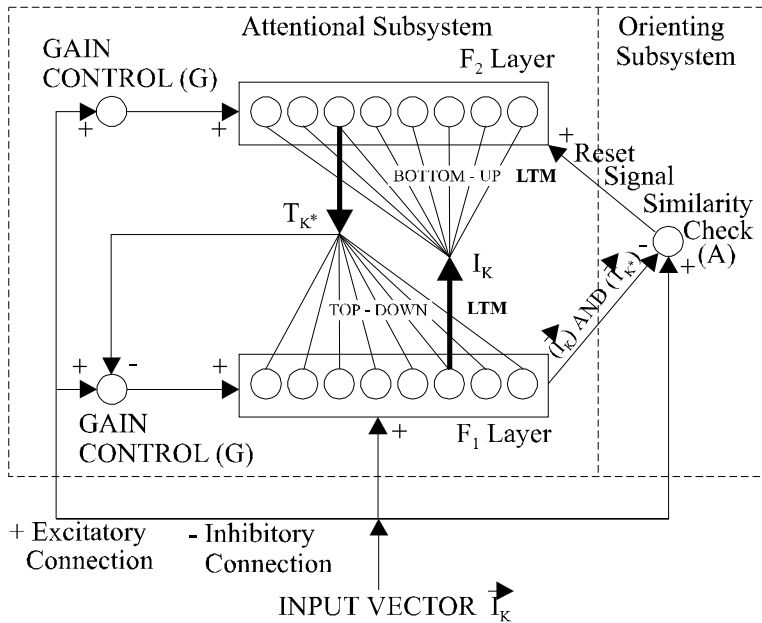 Attentional Subsystem
Orienting
Subsystem
GAIN
CONTROL (G)
F2 Layer
+
+
+
Reset
Signal
BOTTOM - UP LTM
Similarity
Check
(A)
TK*
IK
-
+
TOP - DOWN LTM
(IK) AND (TK*)
+
-
+
GAIN
CONTROL (G)
+
F1 Layer
+ Excitatory
Connection
- Inhibitory
Connection
INPUT VECTOR IK